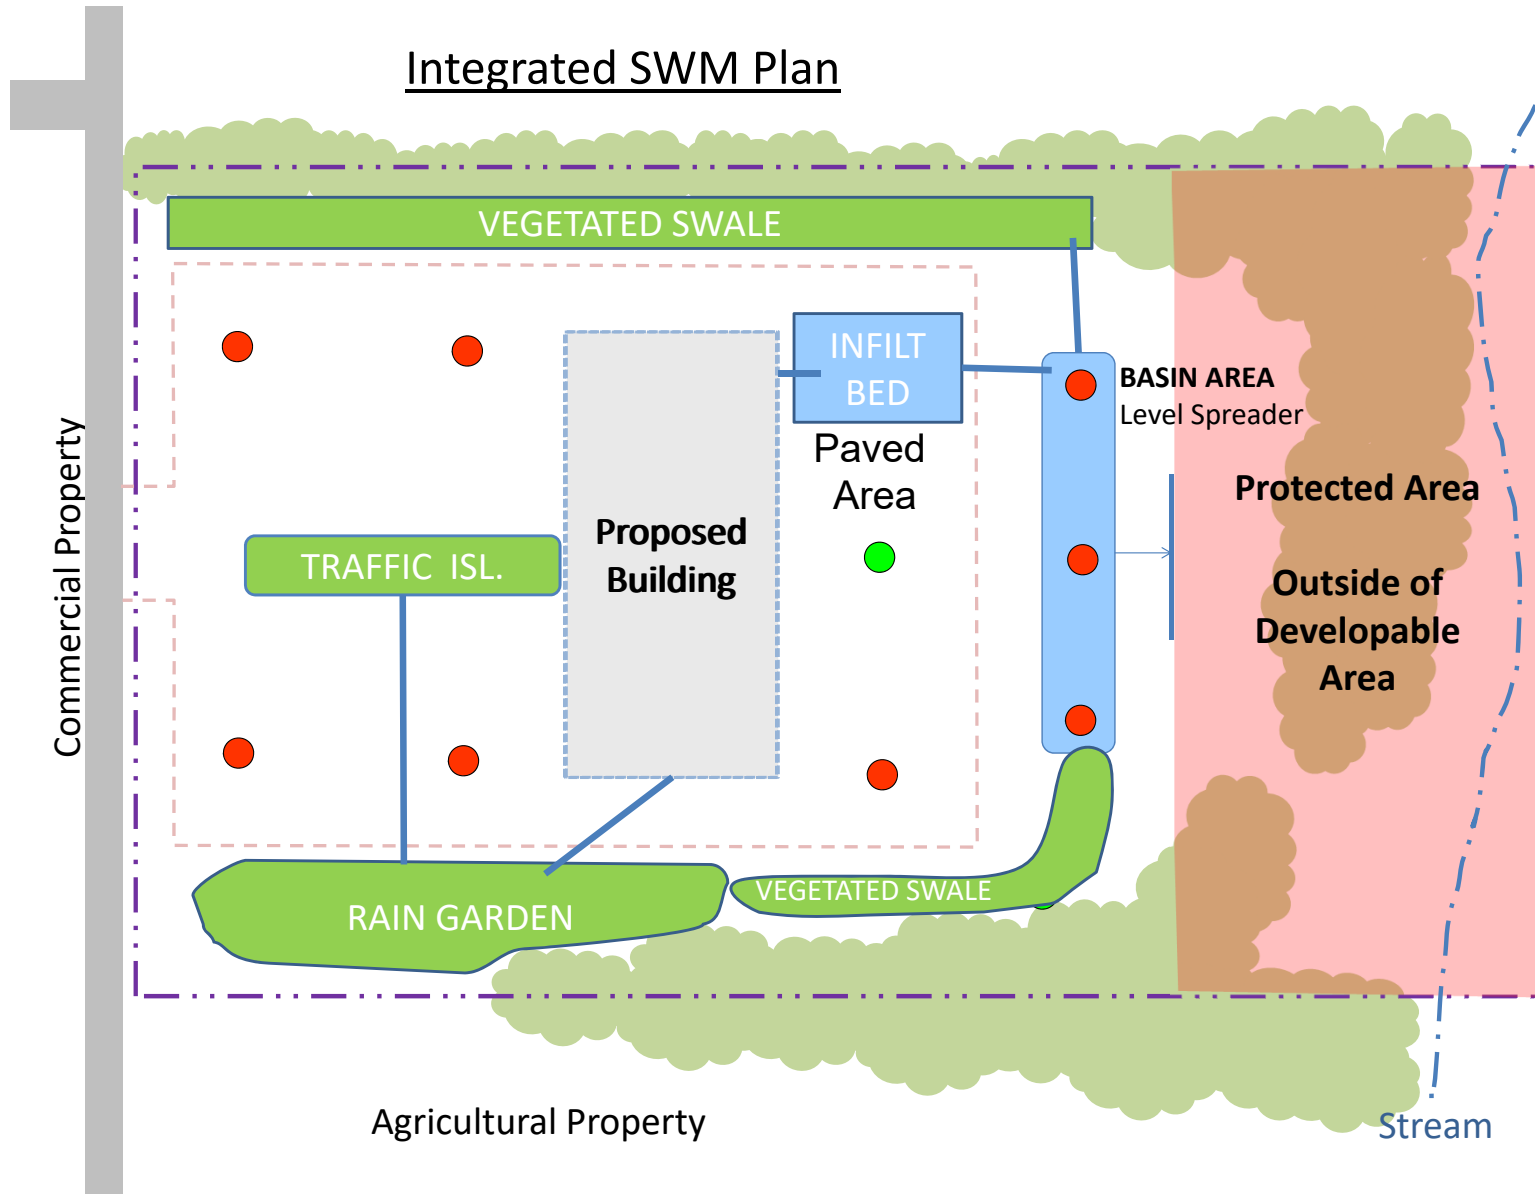 Integrated SWM Plan
VEGETATED SWALE
INFILT
BED
BASIN AREA
Level Spreader
Paved
Area
Proposed
Building
TRAFFIC ISL.
Protected Area
Outside of
Developable
Area
Commercial Property
RAIN GARDEN
VEGETATED SWALE
Agricultural Property
Stream